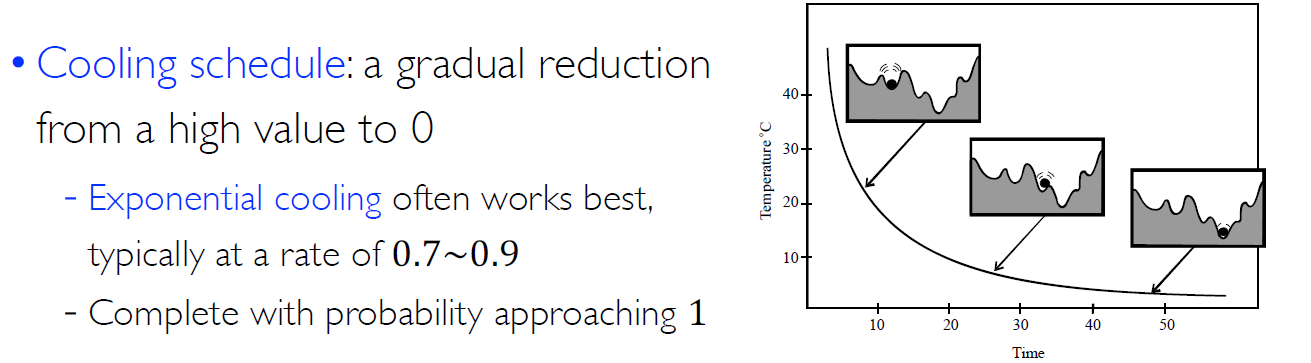 • Cooling schedule: a gradual reduction
from a high value to 0
- Exponential cooling often works best,
typically at a rate of 0.7~0.9
- Complete with probability approaching 1
Temperature °C
40
30
20
10
10 20 30 40 50
Time